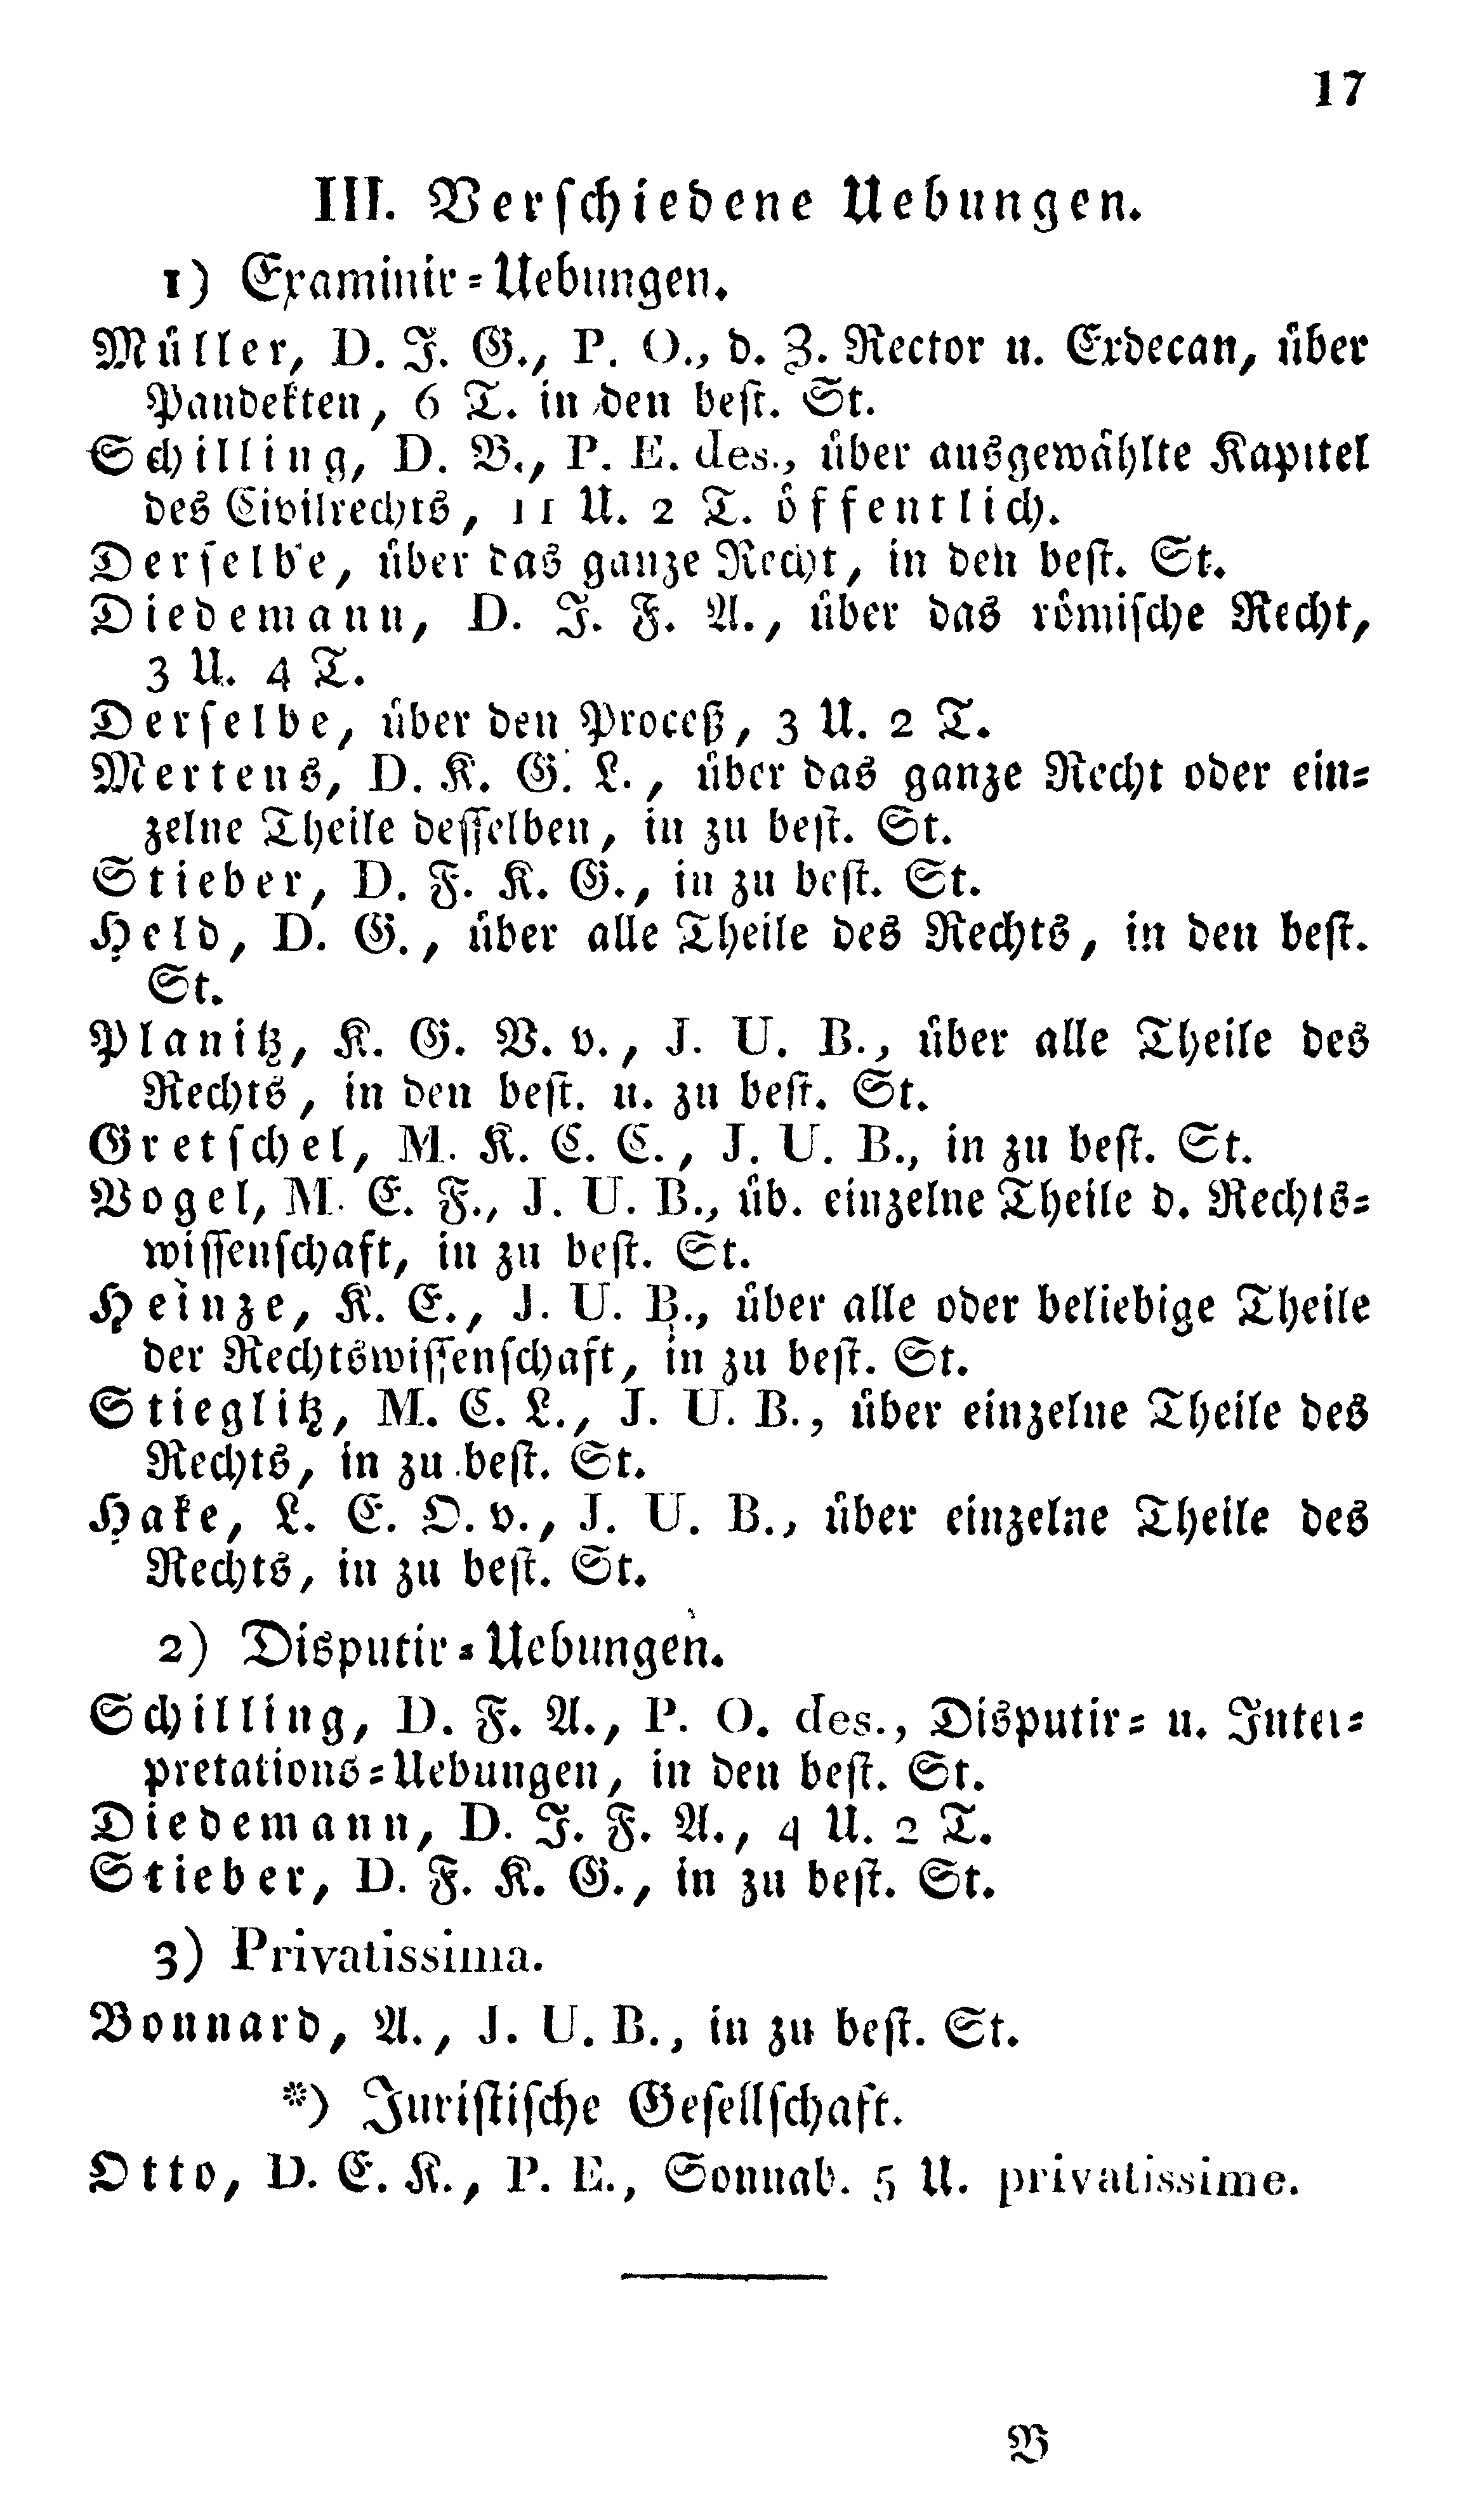 17
III. Verschiedene Uebungen.
1) Examinir-Uebungen.
Müller, D. J. G., P. O., d. Z. Rector u. Exdecan, über
Pandekten, 6 T. in den best. St.
Schilling, D. B., P. E. des., über ausgewählte Kapitel
des Civilrechts, 11 U. 2 T. öffentlich.
Derselbe, über das ganze Recht, in den best. St.
Diedemann, D. J. F. A., über das römische Recht,
3 U. 4 T.
Derselbe, über den Proceß, 3 U. 2 T.
Mertens, D. K. G. L., über das ganze Recht oder ein-
zelne Theile desselben, in zu best. St.
Stieber, D. F. K. G., in zu best. St.
Held, D. G., über alle Theile des Rechts, in den best.
St.
Planitz, K. G. V. v., J. U. B., über alle Theile des
Rechts, in den best. u. zu best. St.
Gretschel, M. K. C. C., J. U. B., in zu best. St.
Vogel, M. E. F., J. U. B., üb. einzelne Theile d. Rechts-
wissenschaft, in zu best. St.
Heinze, K. E., J. U. B., über alle oder beliebige Theile
der Rechtswissenschaft, in zu best. St.
Stieglitz, M. C. L., J. U. B., über einzelne Theile des
Rechts, in zu best. St.
Hake, L. E. O. v., J. U. B., über einzelne Theile des
Rechts, in zu best. St.
2) Disputir-Uebungen.
Schilling, D. F. A., P. O. des., Disputir- u. Inter-
pretations-Uebungen, in den best. St.
Diedemann, D. J. F. A., 4 U. 2 T.
Stieber, D. F. K. G., in zu best. St.
3) Privatissima.
Bonnard, A., J. U. B., in zu best. St.
*) Juristische Gesellschaft.
Otto, D. E. K., P. E., Sonnab. 5 U. privatissime.
B